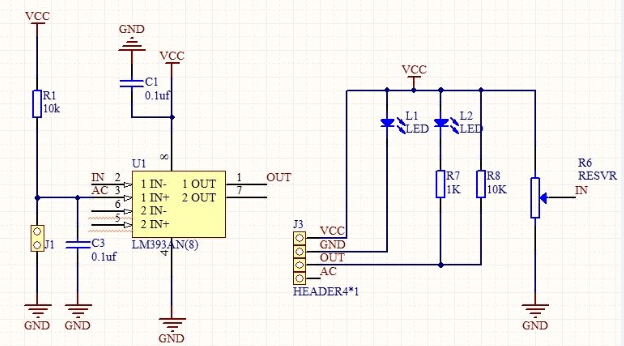 VCC
R1
10k
J1
GND
C3
0.1uf
GND
GND
C1
0.1uf
VCC
8
U1
IN 2 1 IN- 1 OUT 1 OUT
AC 3 1 IN+ 2 OUT 7
6 2 IN-
5 2 IN+
LM393AN(8)
4
GND
VCC
L1
LED
L2
LED
R7
1K
R8
10K
R6
RESVR
IN
GND
J3
VCC
GND
OUT
AC
HEADER4*1